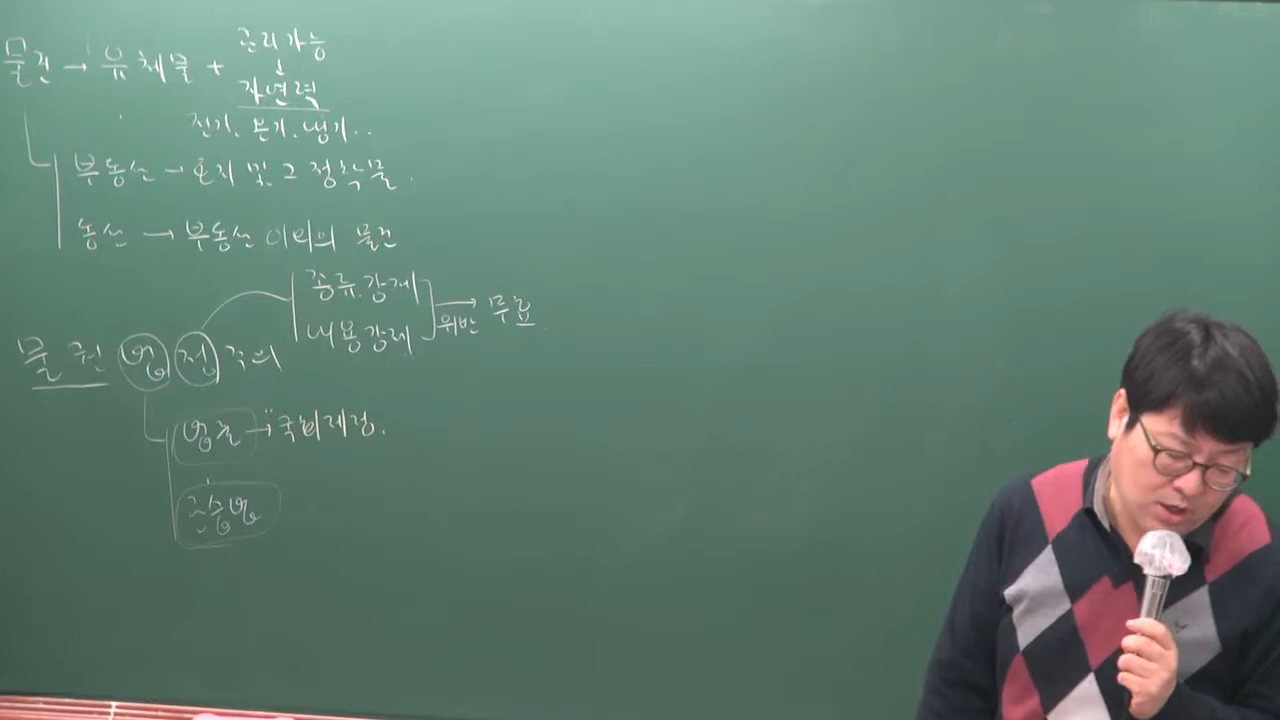 물건 → 유체물 + 관리가능
↓
자연력
전기, 분기, 냉기..
부동산 → 토지 및 그 정착물.
동산 → 부동산 이외의 물건
종류강제
내용강제 위반 → 무효
물권 법정주의
법률 → "국회제정.
관습법